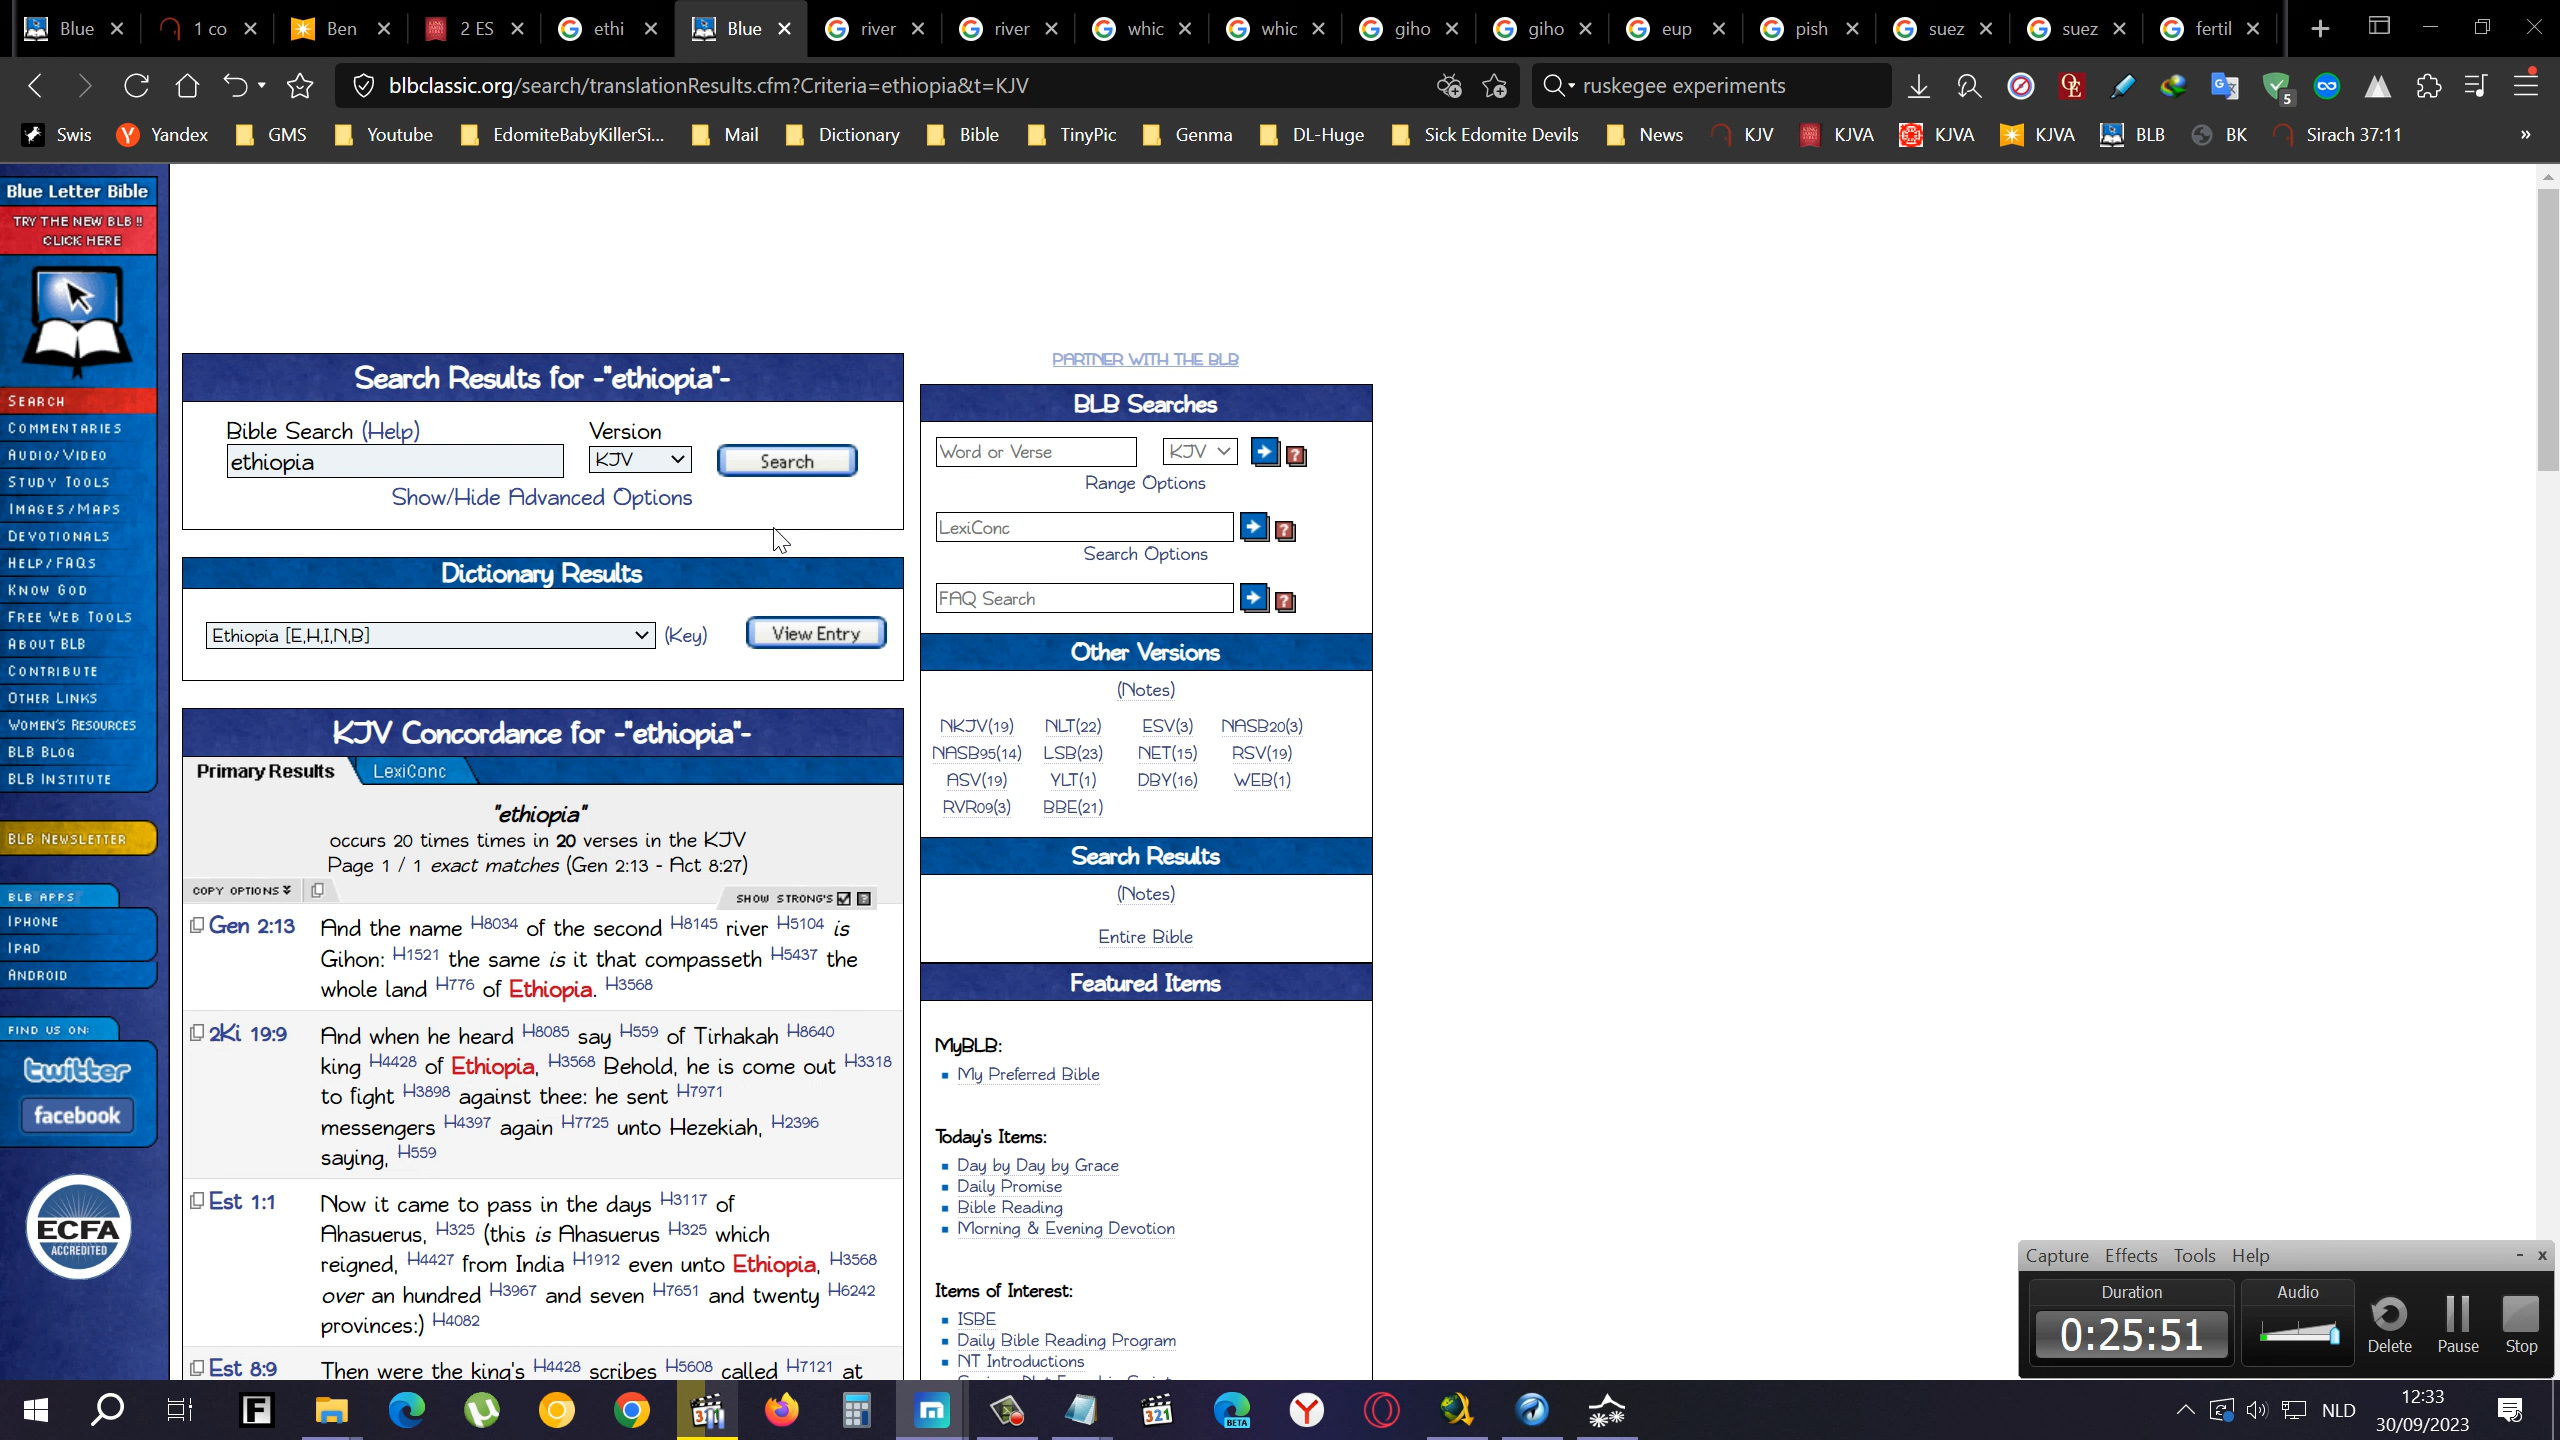 Blue
1 co
Ben
2 ES
ethi
Blue
river
river
whic
whic
giho
giho
eup
pish
suez
suez
fertil
blbclassic.org/search/translationResults.cfm?Criteria=ethiopia&t=KJV
ruskegee experiments
5
Swis
Yandex
GMS
Youtube
EdomiteBabyKillerSi...
Mail
Dictionary
Bible
TinyPic
Genma
DL-Huge
Sick Edomite Devils
News
KJV
KJVA
KJVA
KJVA
BLB
BK
Sirach 37:11
»
Blue Letter Bible
TRY THE NEW BLB !!
CLICK HERE
SEARCH
COMMENTARIES
AUDIO/VIDEO
STUDY TOOLS
IMAGES/MAPS
DEVOTIONALS
HELP/FAQS
KNOW GOD
FREE WEB TOOLS
ABOUT BLB
CONTRIBUTE
OTHER LINKS
WOMEN'S RESOURCES
BLB BLOG
BLB INSTITUTE
BLB NEWSLETTER
BLB APPS
IPHONE
IPAD
ANDROID
FIND US ON:
twitter
facebook
ECFA
ACCREDITED
Search Results for -"ethiopia"-
Bible Search (Help)
Version
ethiopia
KJV
Search
Show/Hide Advanced Options
Dictionary Results
Ethiopia [E,H,I,N,B]
(Key)
View Entry
KJV Concordance for -"ethiopia"-
Primary Results
LexiConc
"ethiopia"
occurs 20 times times in 20 verses in the KJV
Page 1 / 1 exact matches (Gen 2:13 - Act 8:27)
COPY OPTIONS
SHOW STRONG'S
Gen 2:13
And the name H8034 of the second H8145 river H5104 is
Gihon: H1521 the same is it that compasseth H5437 the
whole land H776 of Ethiopia. H3568
2Ki 19:9
And when he heard H8085 say H559 of Tirhakah H8640
king H4428 of Ethiopia, H3568 Behold, he is come out H3318
to fight H3898 against thee: he sent H7971
messengers H4397 again H7725 unto Hezekiah, H2396
saying, H559
Est 1:1
Now it came to pass in the days H3117 of
Ahasuerus, H325 (this is Ahasuerus H325 which
reigned, H4427 from India H1912 even unto Ethiopia, H3568
over an hundred H3967 and seven H7651 and twenty H6242
provinces:) H4082
Est 8:9
Then were the king's H4428 scribes H5608 called H7121 at
PARTNER WITH THE BLB
BLB Searches
Word or Verse
KJV
Range Options
LexiConc
Search Options
FAQ Search
Other Versions
(Notes)
NKJV(19) NLT(22) ESV(3) NASB20(3)
NASB95(14) LSB(23) NET(15) RSV(19)
ASV(19) YLT(1) DBY(16) WEB(1)
RVR09(3) BBE(21)
Search Results
(Notes)
Entire Bible
Featured Items
MyBLB:
My Preferred Bible
Today's Items:
Day by Day by Grace
Daily Promise
Bible Reading
Morning & Evening Devotion
Items of Interest:
ISBE
Daily Bible Reading Program
NT Introductions
Capture Effects Tools Help
Duration
Audio
0:25:51
Delete
Pause
Stop
321
BETA
NLD
12:33
30/09/2023